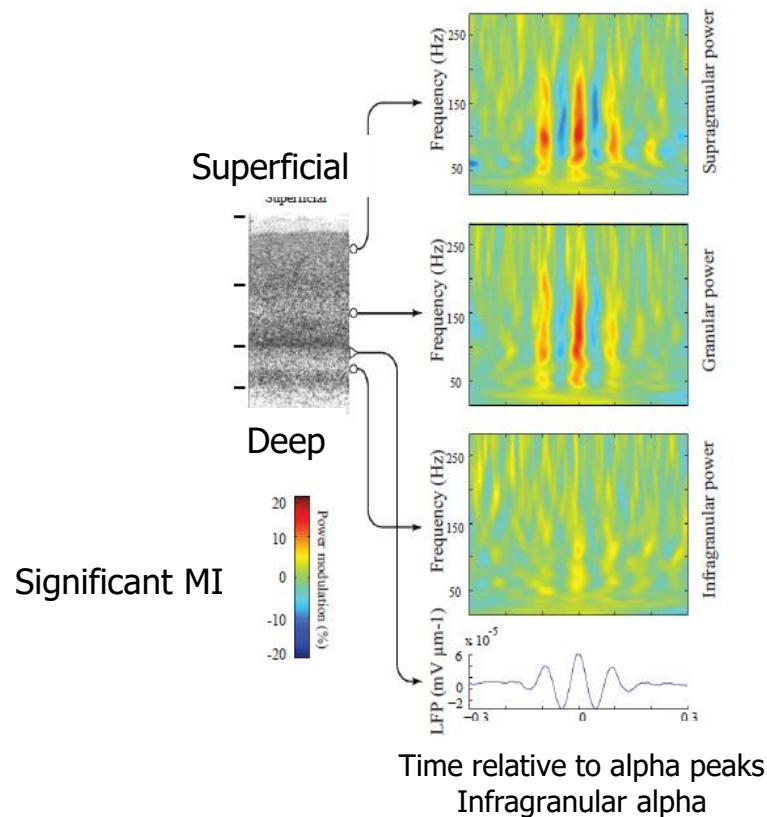 250
150
50
Frequency (Hz)
Supragranular power
Superficial
Superficial
250
150
50
Frequency (Hz)
Granular power
Deep
250
150
50
Frequency (Hz)
Infragranular power
20
10
0
-10
-20
Power modulation (%)
Significant MI
x 10-5
6
4
2
0
-2
LFP (mV μm-1)
-0.3
0
0.3
Time relative to alpha peaks
Infragranular alpha